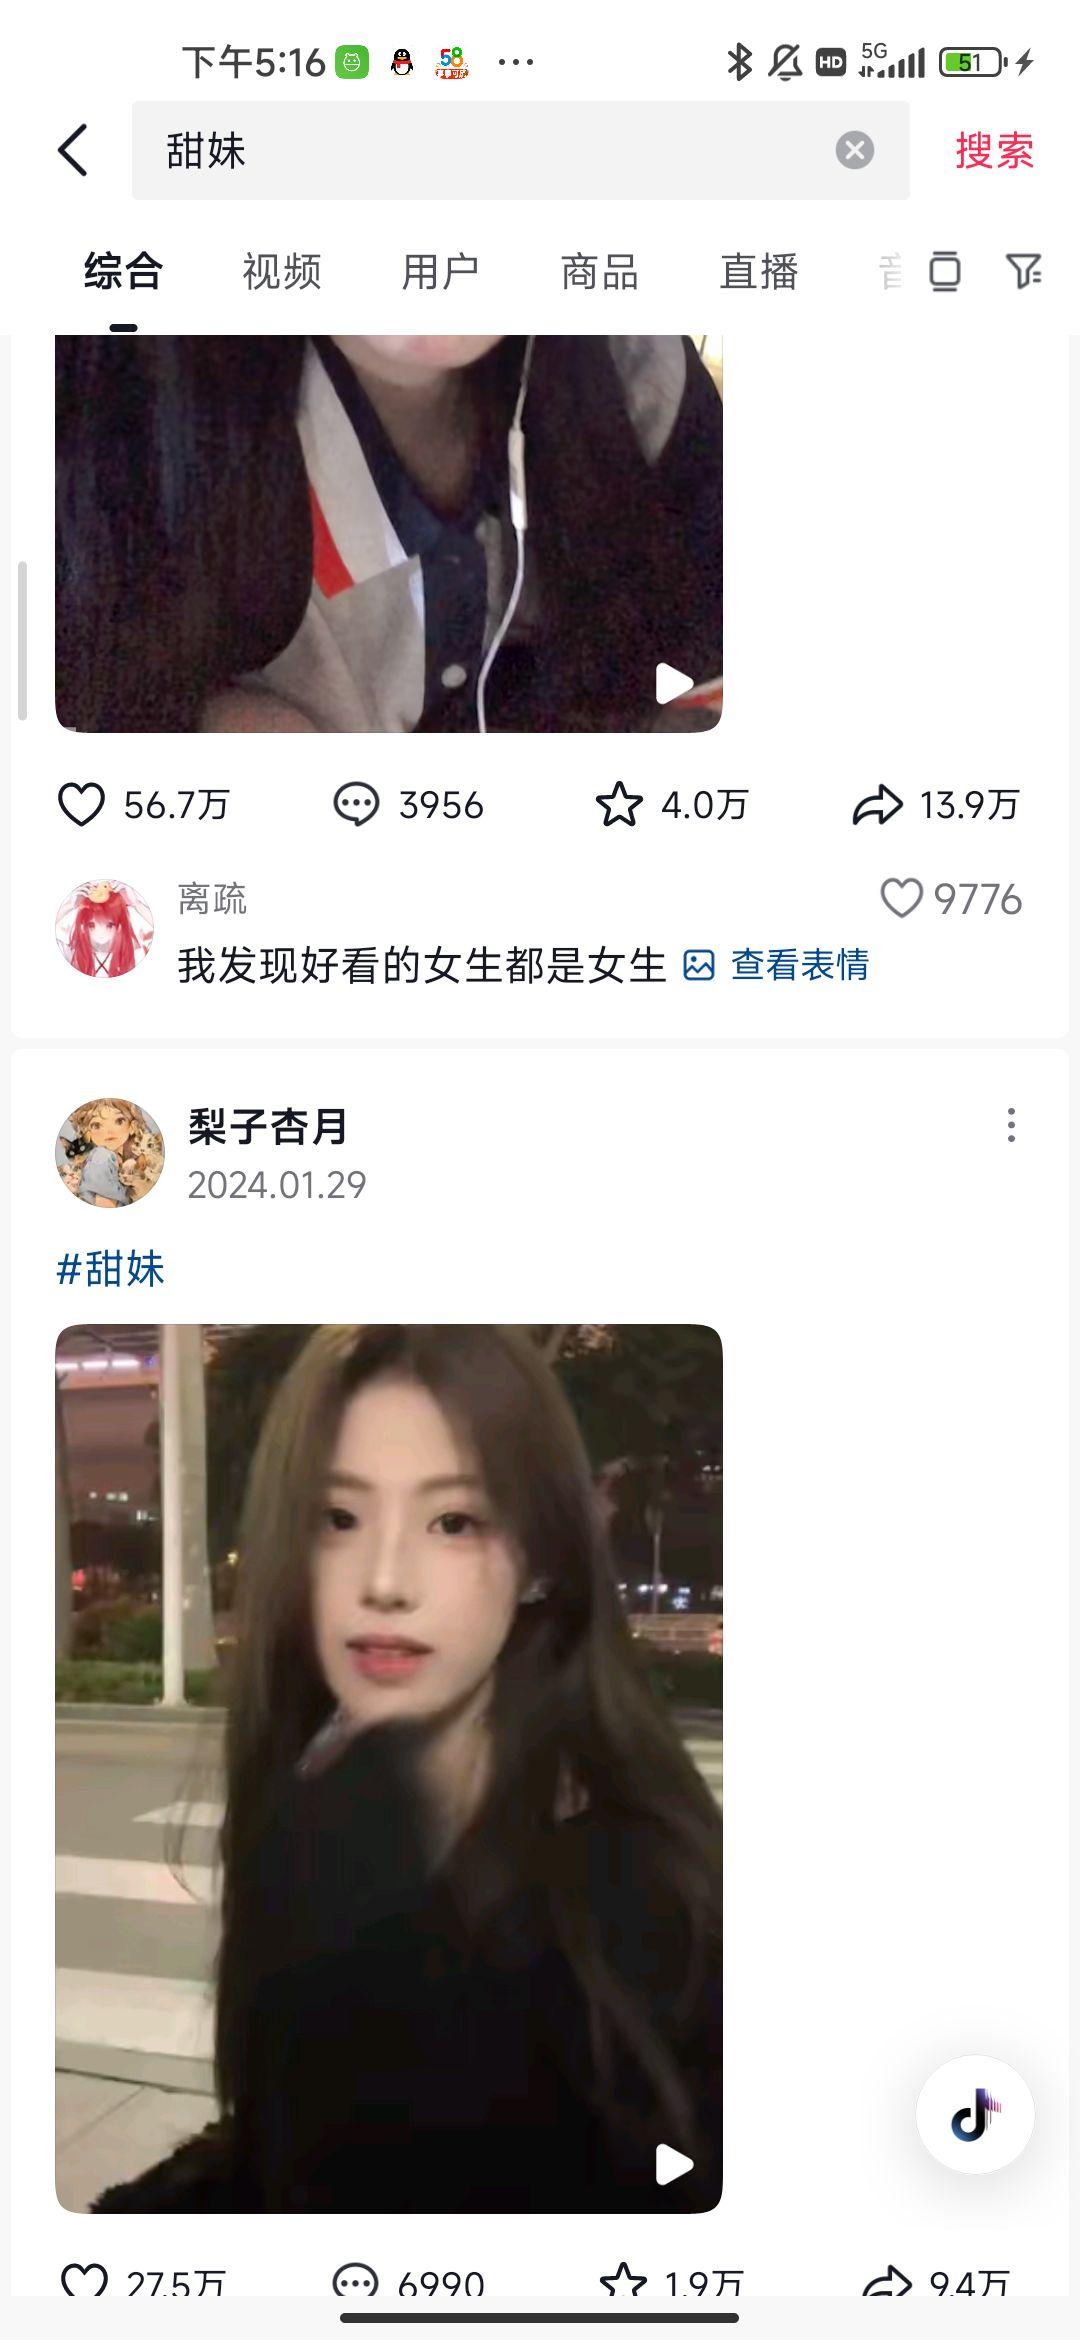 下午5:16
58
HD
5G
51
甜妹
搜索
综合
视频
用户
商品
直播
56.7万
3956
4.0万
13.9万
离疏
9776
我发现好看的女生都是女生 查看表情
梨子杏月
2024.01.29
#甜妹
27.5万
6990
1.9万
9.4万